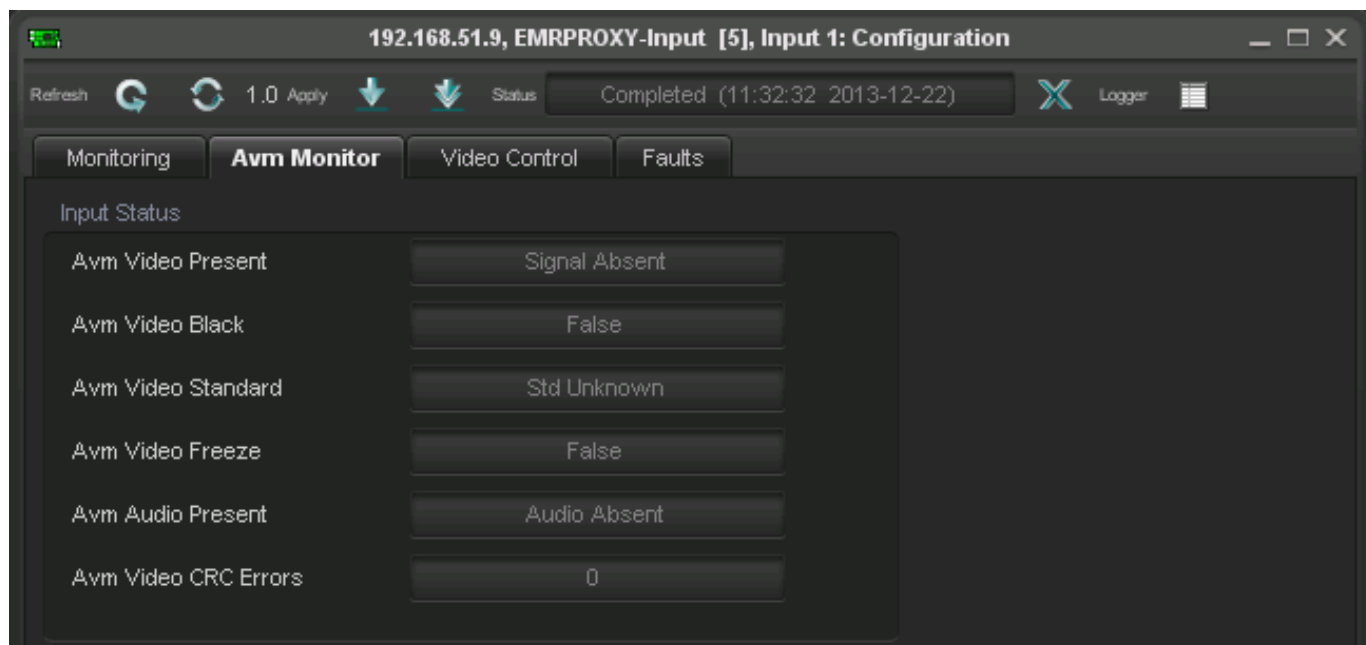 192.168.51.9, EMRPROXY-Input [5], Input 1: Configuration
Refresh 1.0 Apply Status Completed (11:32:32 2013-12-22) Logger
Monitoring Avm Monitor Video Control Faults
Input Status
Avm Video Present Signal Absent
Avm Video Black False
Avm Video Standard Std Unknown
Avm Video Freeze False
Avm Audio Present Audio Absent
Avm Video CRC Errors 0